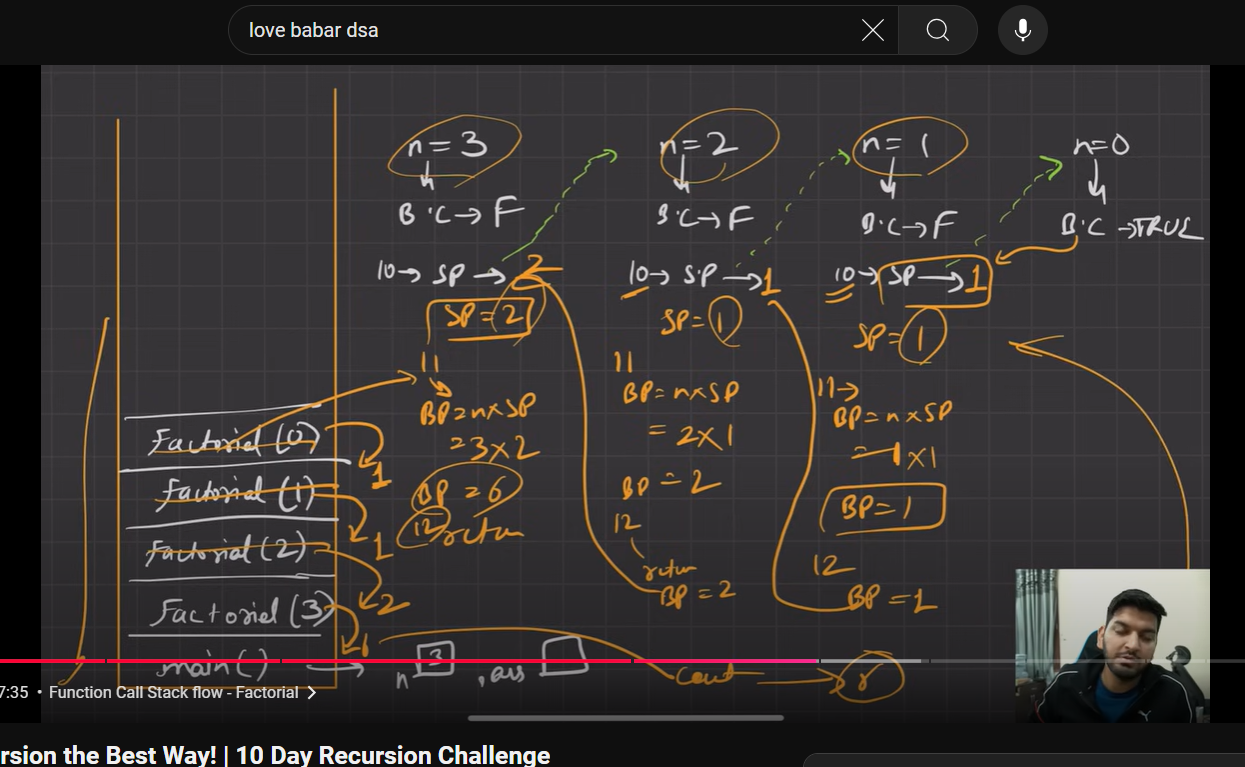 love babar dsa
n=3
B.C→F
10→ SP → 2
SP=2
11
BP=n×SP
=3×2
BP=6
12 return
n=2
B.C→F
10→ SP →1
SP=1
11
BP=n×SP
=2×1
BP=2
12
return
BP=2
n=1
B.C→F
10→ SP →1
SP=1
11→
BP=n×SP
=1×1
BP=1
12
BP=1
n=0
B.C→TRUE
Factorial (0)
1
Factorial (1)
1
Factorial (2)
2
Factorial (3)
6
main() → n 3 , ans
cout →
7:35 • Function Call Stack flow - Factorial >
rsion the Best Way! | 10 Day Recursion Challenge